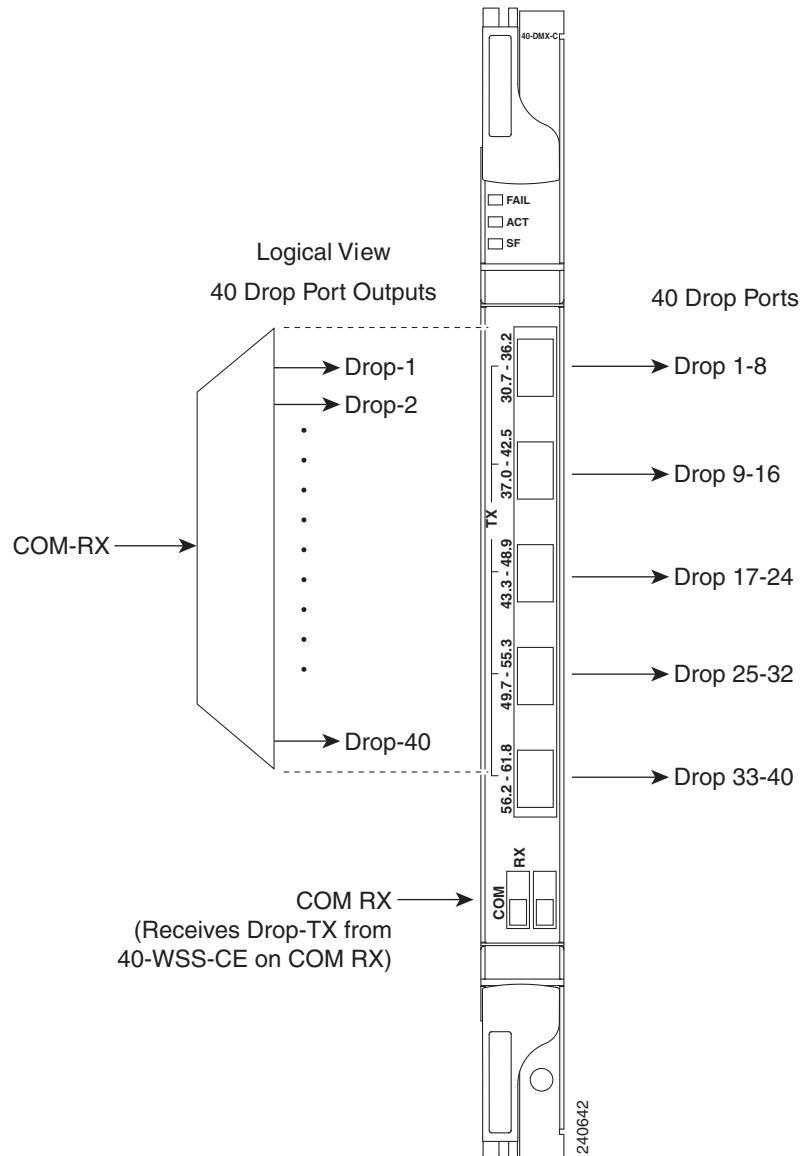 40-DMX-C
FAIL
ACT
SF
Logical View
40 Drop Port Outputs
40 Drop Ports
Drop-1
Drop-2
Drop-40
COM-RX
30.7 - 36.2
37.0 - 42.5
TX
43.3 - 48.9
49.7 - 55.3
56.2 - 61.8
Drop 1-8
Drop 9-16
Drop 17-24
Drop 25-32
Drop 33-40
RX
COM
COM RX
(Receives Drop-TX from
40-WSS-CE on COM RX)
240642